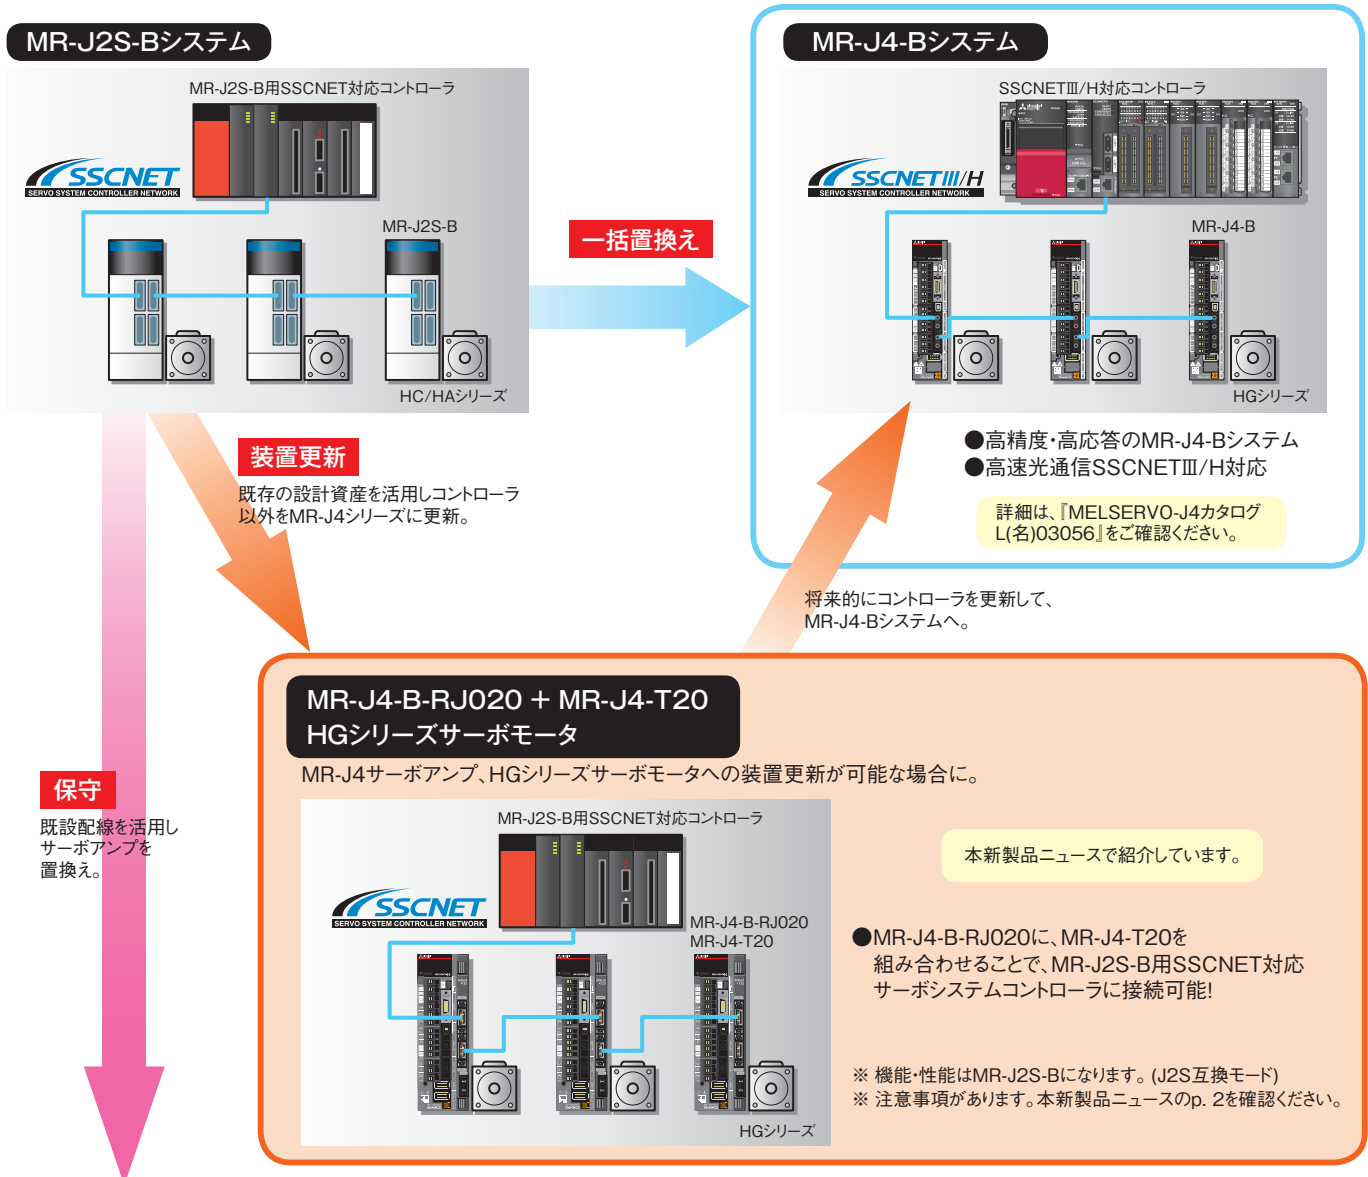 MR-J2S-Bシステム
MR-J2S-B用SSCNET対応コントローラ
SSCNET
SERVO SYSTEM CONTROLLER NETWORK
MR-J2S-B
HC/HAシリーズ
一括置換え
MR-J4-Bシステム
SSCNETⅢ/H対応コントローラ
SSCNETⅢ/H
SERVO SYSTEM CONTROLLER NETWORK
MR-J4-B
HGシリーズ
●高精度・高応答のMR-J4-Bシステム
●高速光通信SSCNETⅢ/H対応
詳細は、『MELSERVO-J4カタログ
L(名)03056』をご確認ください。
装置更新
既存の設計資産を活用しコントローラ
以外をMR-J4シリーズに更新。
将来的にコントローラを更新して、
MR-J4-Bシステムへ。
保守
既設配線を活用し
サーボアンプを
置換え。
MR-J4-B-RJ020 + MR-J4-T20
HGシリーズサーボモータ
MR-J4サーボアンプ、HGシリーズサーボモータへの装置更新が可能な場合に。
MR-J2S-B用SSCNET対応コントローラ
SSCNET
SERVO SYSTEM CONTROLLER NETWORK
MR-J4-B-RJ020
MR-J4-T20
HGシリーズ
本新製品ニュースで紹介しています。
●MR-J4-B-RJ020に、MR-J4-T20を
組み合わせることで、MR-J2S-B用SSCNET対応
サーボシステムコントローラに接続可能!
※ 機能・性能はMR-J2S-Bになります。(J2S互換モード)
※ 注意事項があります。本新製品ニュースのp. 2を確認ください。